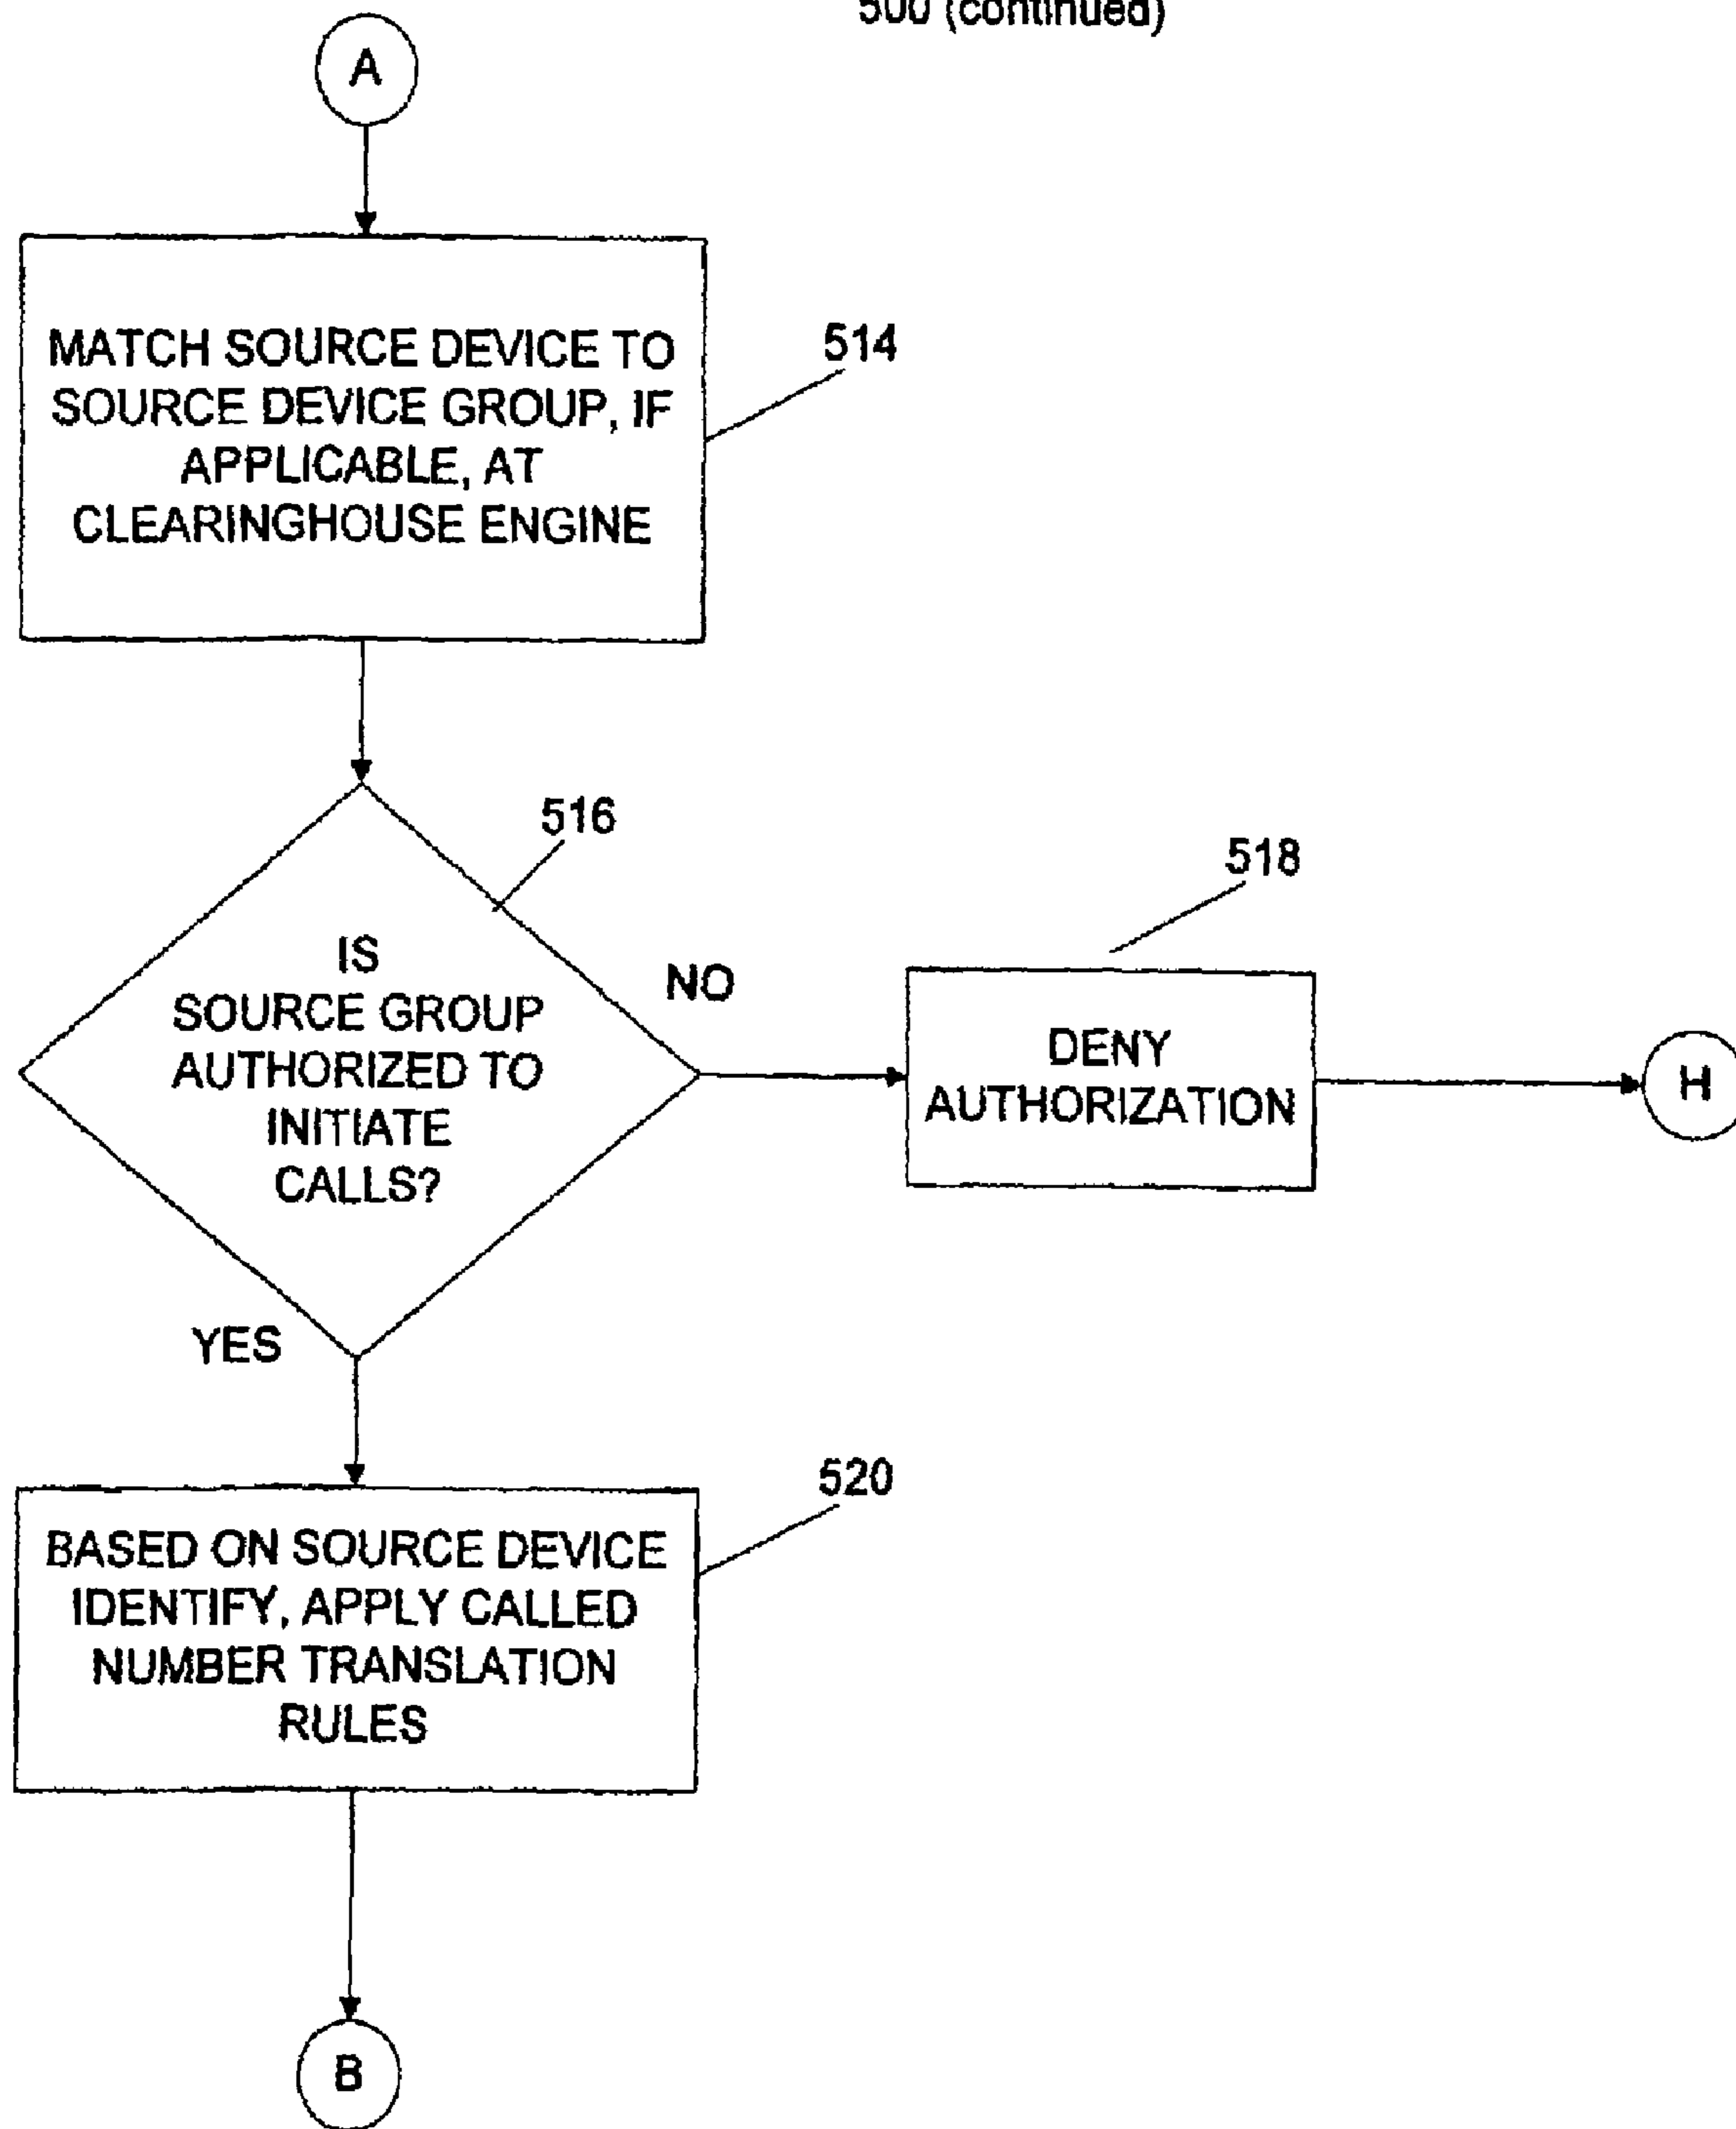 500 (continued)
A
MATCH SOURCE DEVICE TO
SOURCE DEVICE GROUP, IF
APPLICABLE, AT
CLEARINGHOUSE ENGINE
514
516
IS
SOURCE GROUP
AUTHORIZED TO
INITIATE
CALLS?
NO
518
DENY
AUTHORIZATION
H
YES
520
BASED ON SOURCE DEVICE
IDENTIFY, APPLY CALLED
NUMBER TRANSLATION
RULES
B